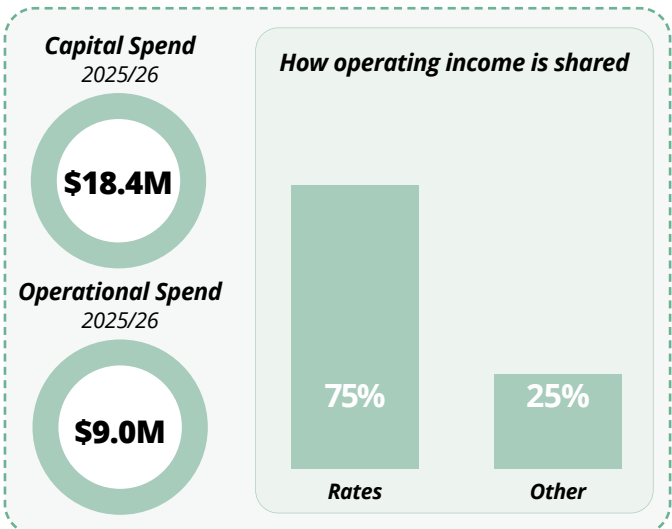 Capital Spend
2025/26
$18.4M
Operational Spend
2025/26
$9.0M
How operating income is shared
75%
25%
Rates
Other